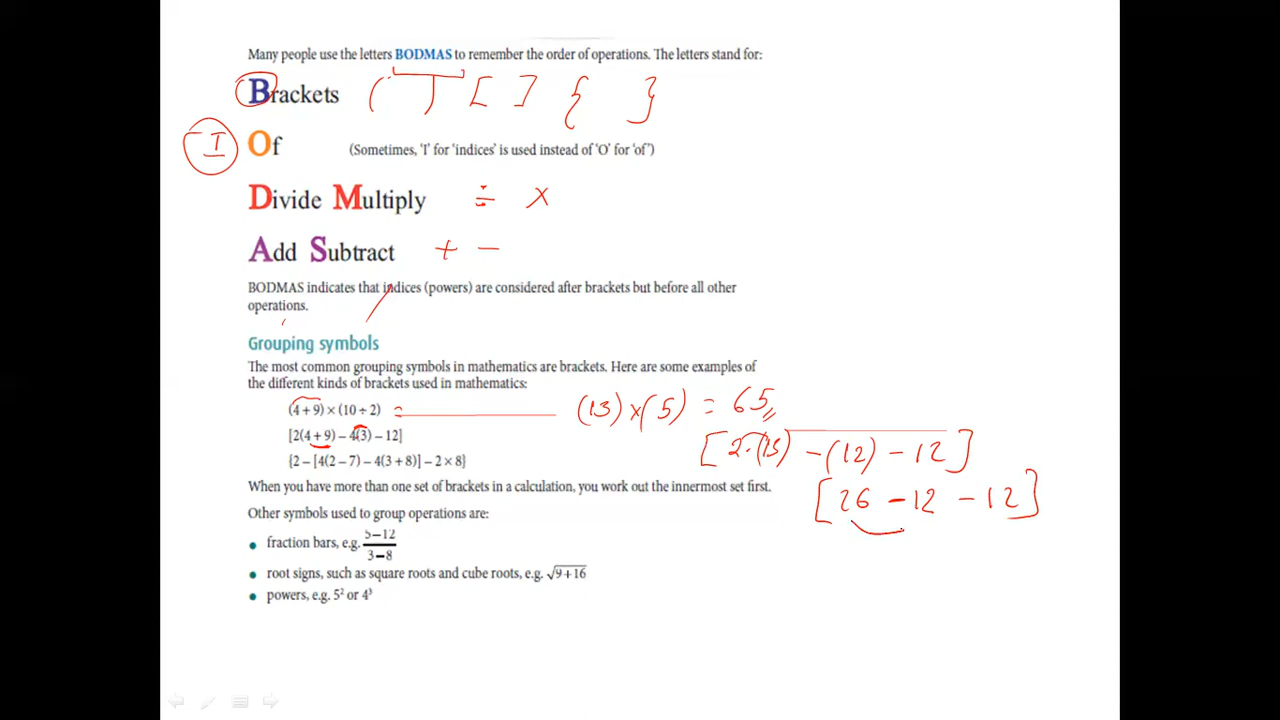 Many people use the letters BODMAS to remember the order of operations. The letters stand for:
Brackets ( ) [ ] { }
I Of (Sometimes, 'I' for 'indices' is used instead of 'O' for 'of')
Divide Multiply ÷ ×
Add Subtract + −
BODMAS indicates that indices (powers) are considered after brackets but before all other
operations.
Grouping symbols
The most common grouping symbols in mathematics are brackets. Here are some examples of
the different kinds of brackets used in mathematics:
(4 + 9) × (10 ÷ 2) = (13) × (5) = 65
[2(4 + 9) − 4(3) − 12] [2·(13) − (12) − 12]
{2 − [4(2 − 7) − 4(3 + 8)] − 2 × 8}
When you have more than one set of brackets in a calculation, you work out the innermost set first. [26 − 12 − 12]
Other symbols used to group operations are:
• fraction bars, e.g. 5−12
3−8
• root signs, such as square roots and cube roots, e.g. √9+16
• powers, e.g. 5² or 4³